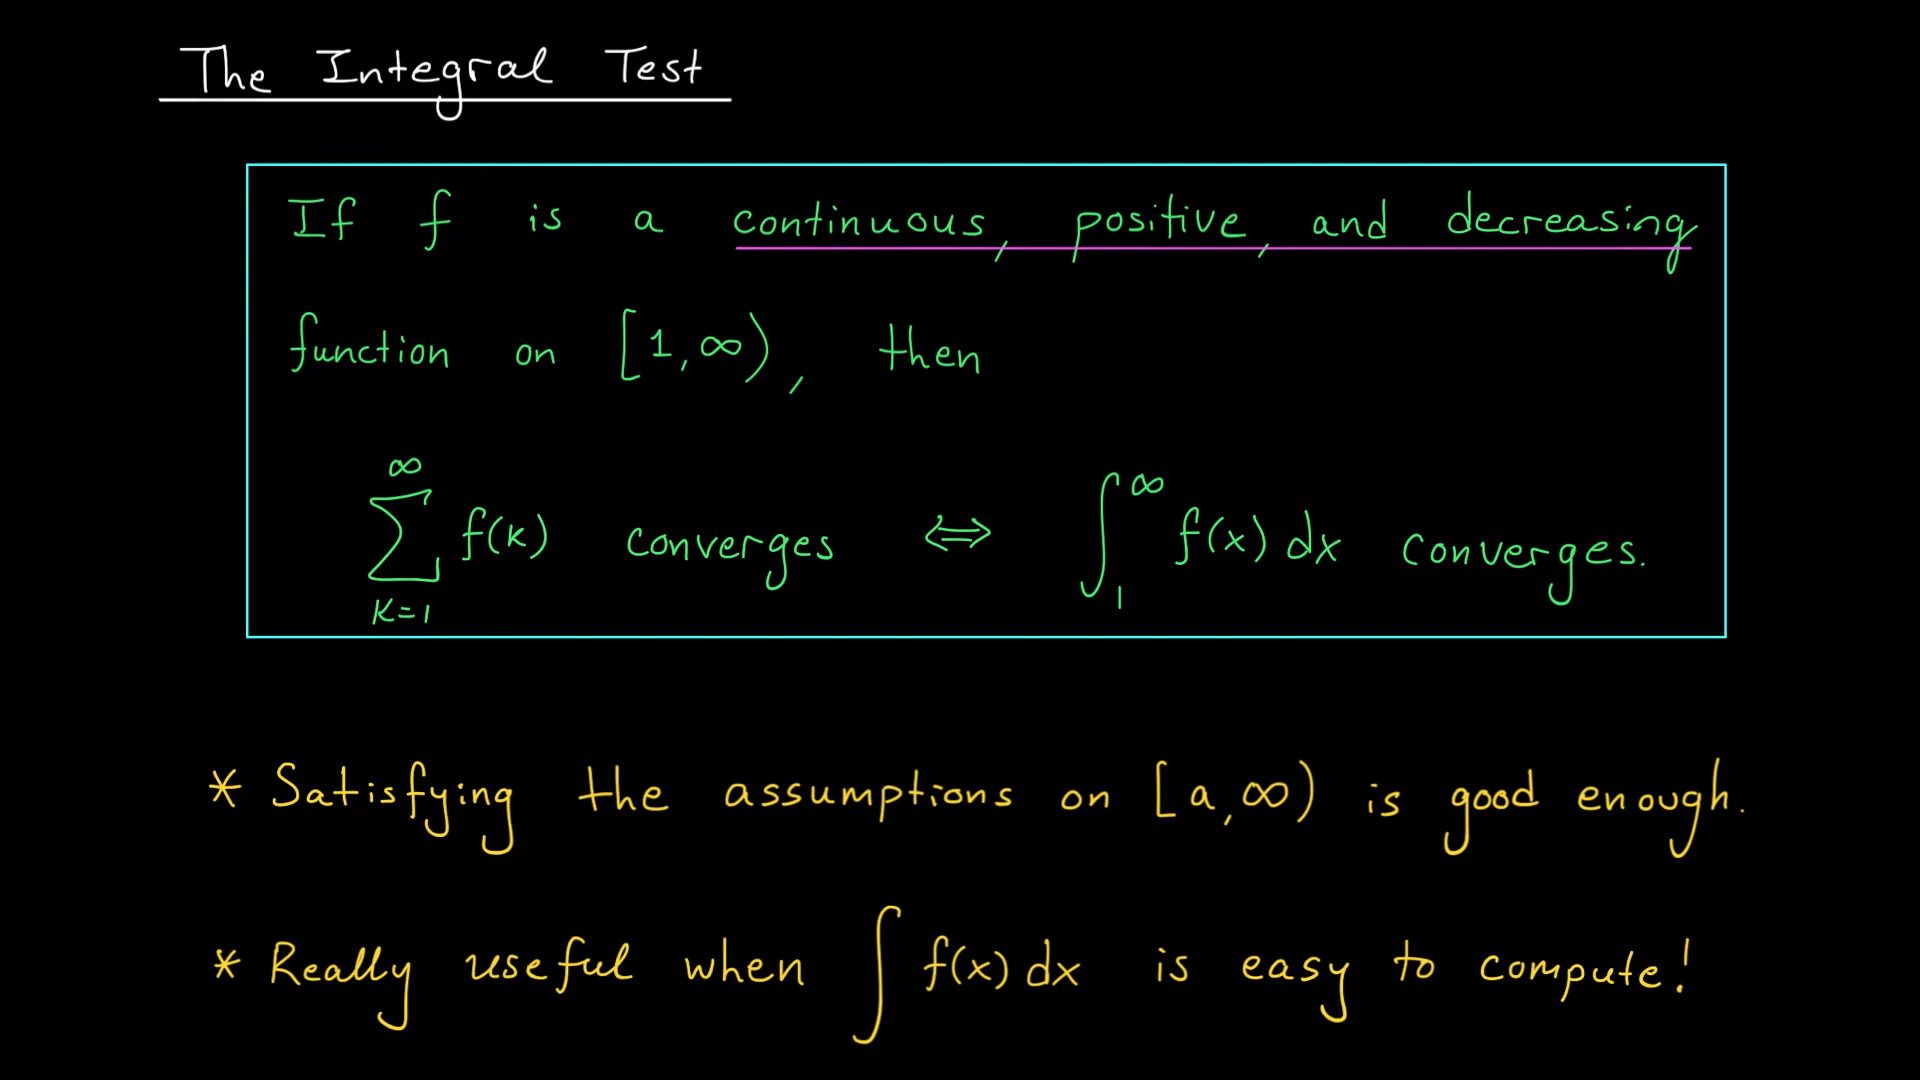 The Integral Test
If f is a continuous, positive, and decreasing
function on [1,∞), then
∑_{k=1}^{∞} f(k) converges ⇔ ∫_{1}^{∞} f(x) dx converges.
* Satisfying the assumptions on [a,∞) is good enough.
* Really useful when ∫ f(x) dx is easy to compute!